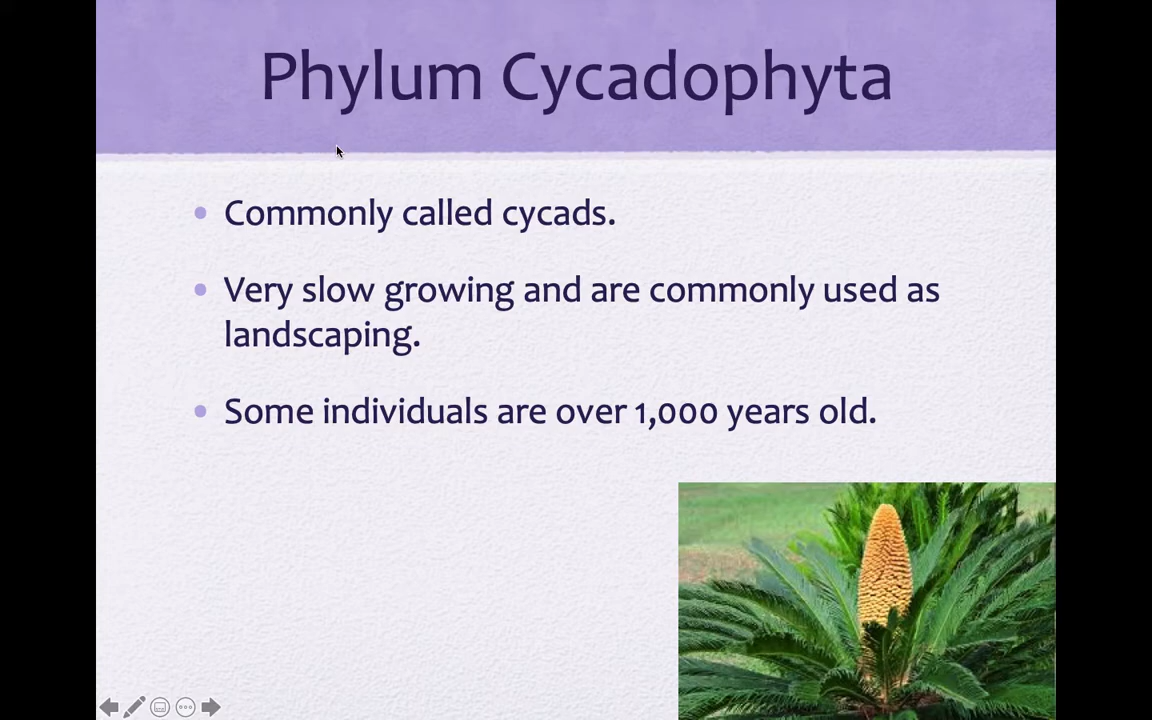 Phylum Cycadophyta
• Commonly called cycads.
• Very slow growing and are commonly used as
landscaping.
• Some individuals are over 1,000 years old.